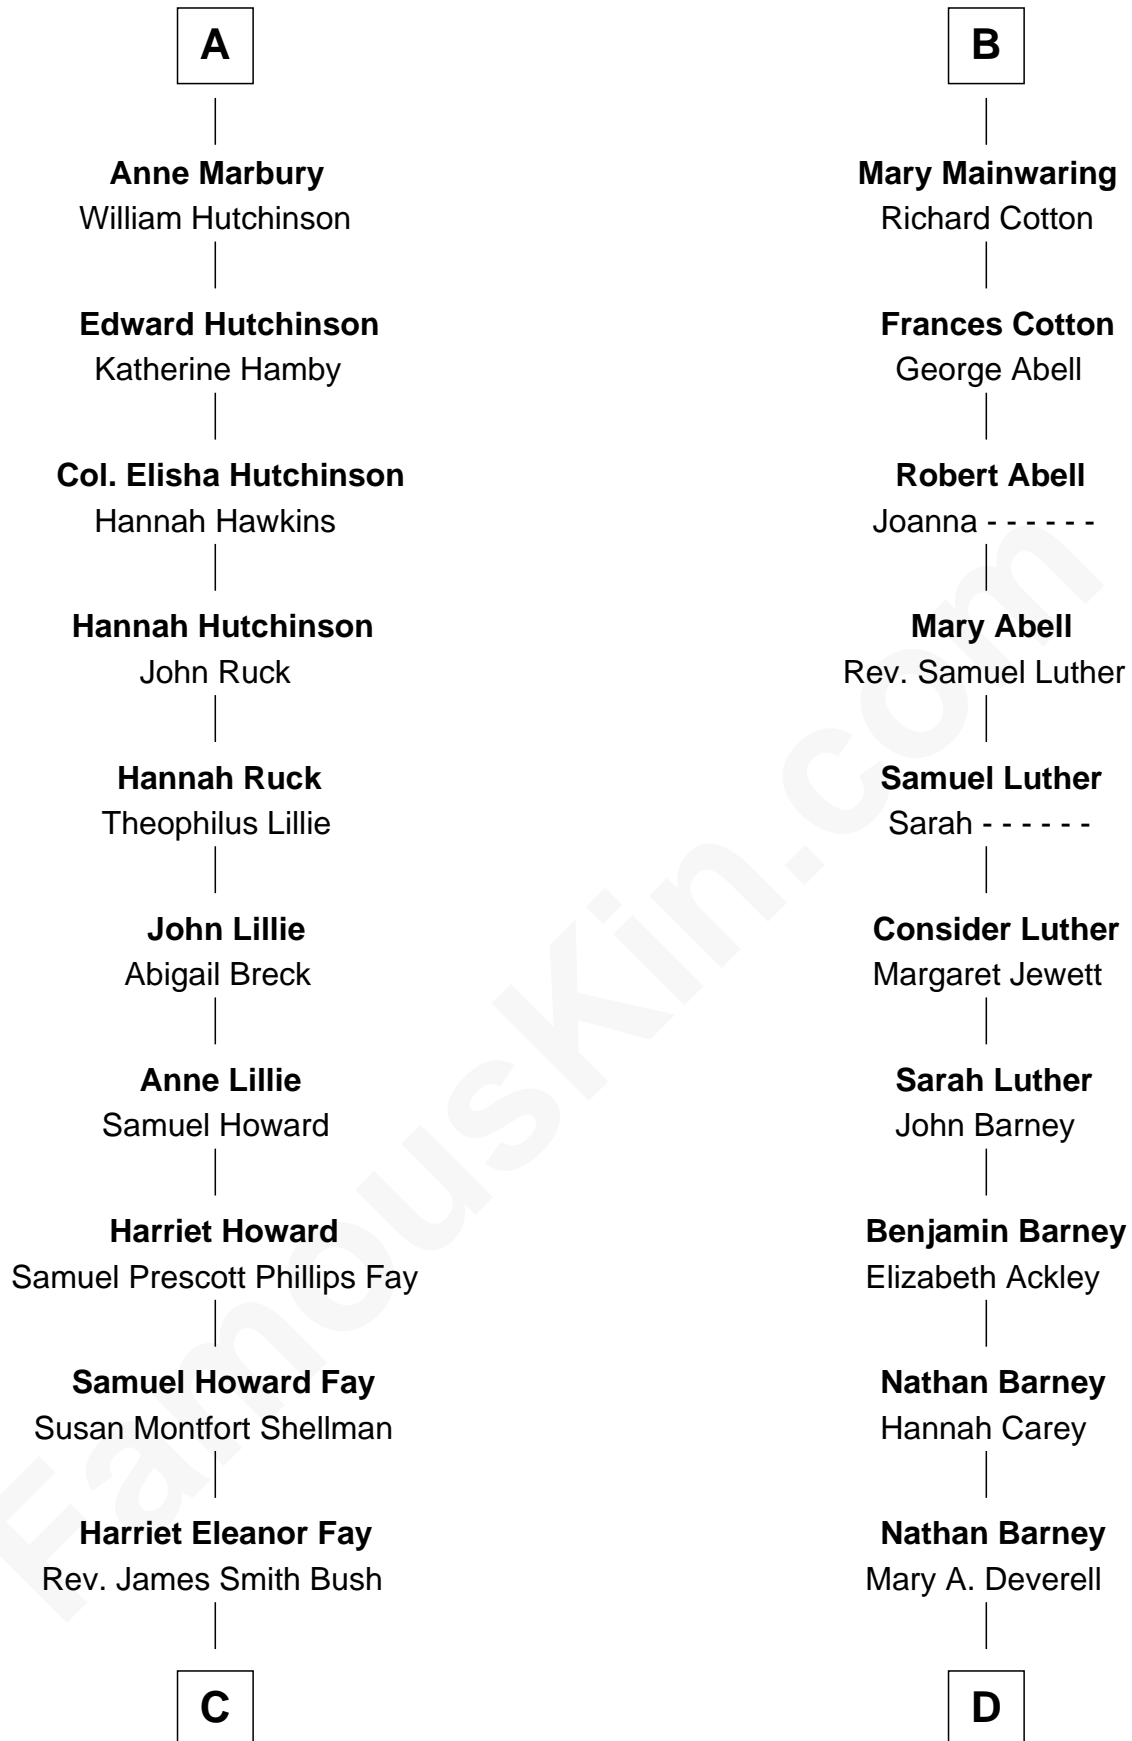 A
Anne Marbury
William Hutchinson
Edward Hutchinson
Katherine Hamby
Col. Elisha Hutchinson
Hannah Hawkins
Hannah Hutchinson
John Ruck
Hannah Ruck
Theophilus Lillie
John Lillie
Abigail Breck
Anne Lillie
Samuel Howard
Harriet Howard
Samuel Prescott Phillips Fay
Samuel Howard Fay
Susan Montfort Shellman
Harriet Eleanor Fay
Rev. James Smith Bush
C
B
Mary Mainwaring
Richard Cotton
Frances Cotton
George Abell
Robert Abell
Joanna - - - - - -
Mary Abell
Rev. Samuel Luther
Samuel Luther
Sarah - - - - - -
Consider Luther
Margaret Jewett
Sarah Luther
John Barney
Benjamin Barney
Elizabeth Ackley
Nathan Barney
Hannah Carey
Nathan Barney
Mary A. Deverell
D
FamousKin.com